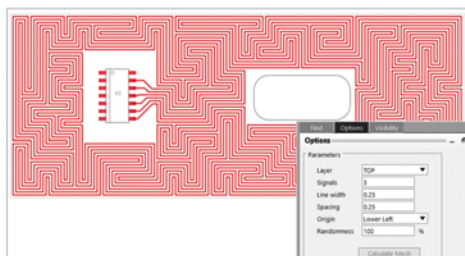 Find Options Visibility
Options
Parameters
Layer TOP
Signals 3
Line width 0.25
Spacing 0.25
Origin Lower Left
Randomness 100 %
Calculate Mesh